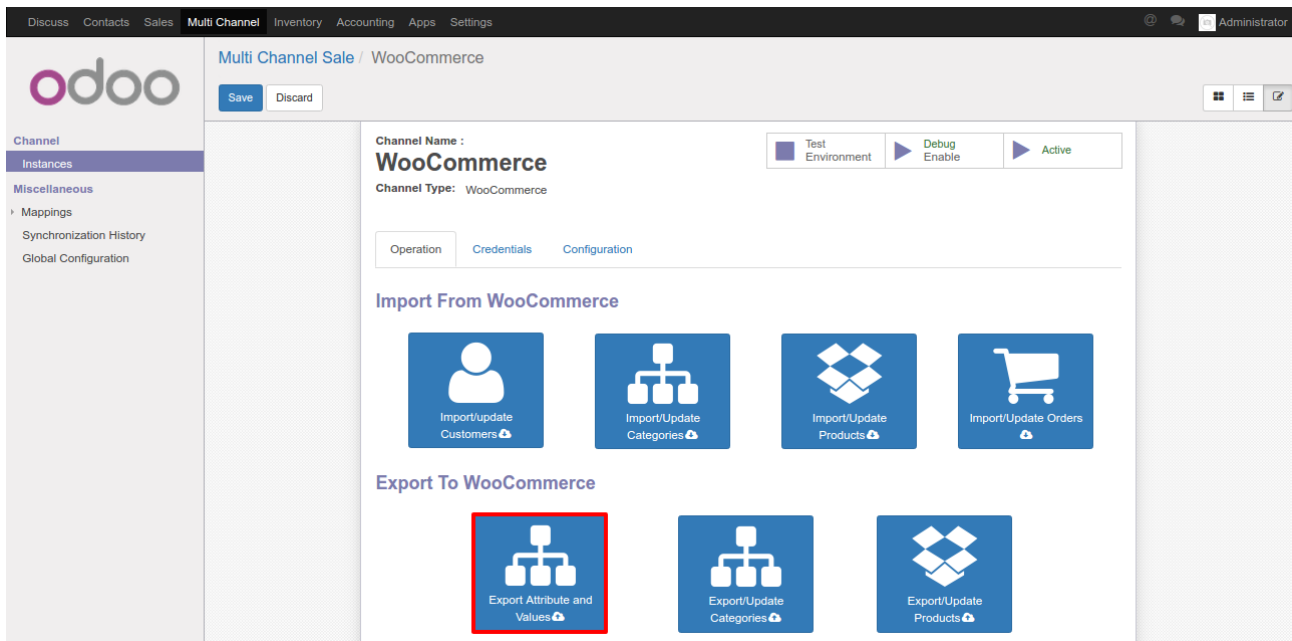 Discuss Contacts Sales Multi Channel Inventory Accounting Apps Settings @ Administrator
odoo
Multi Channel Sale / WooCommerce
Save Discard
Channel
Instances
Miscellaneous
Mappings
Synchronization History
Global Configuration
Channel Name :
WooCommerce
Channel Type: WooCommerce
Test
Environment
Debug
Enable
Active
Operation Credentials Configuration
Import From WooCommerce
Import/update
Customers
Import/Update
Categories
Import/Update
Products
Import/Update Orders
Export To WooCommerce
Export Attribute and
Values
Export/Update
Categories
Export/Update
Products